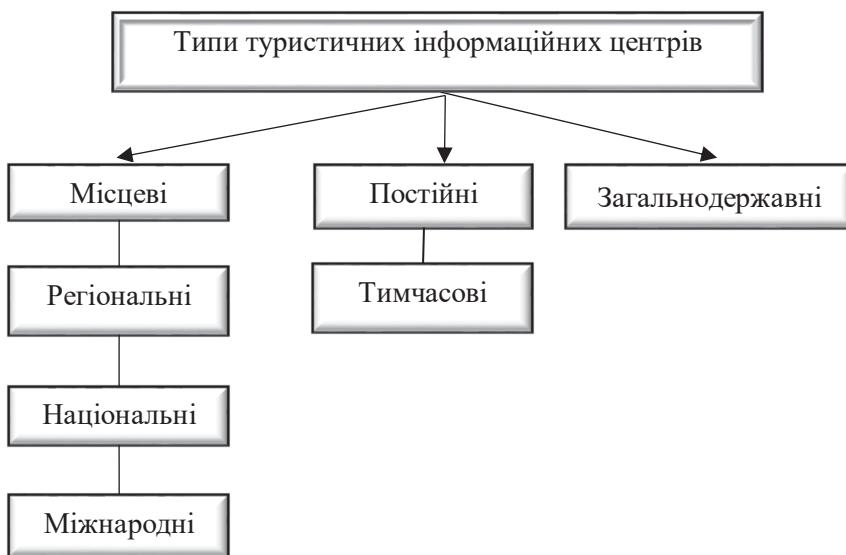 Типи туристичних інформаційних центрів
Місцеві
Постійні
Загальнодержавні
Регіональні
Тимчасові
Національні
Міжнародні